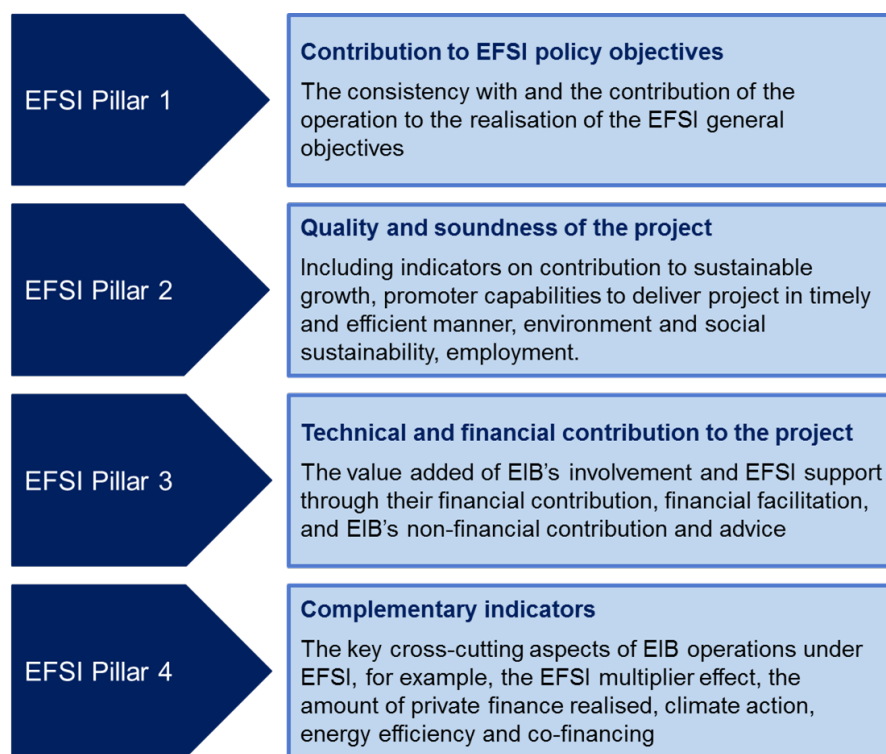 EFSI Pillar 1
Contribution to EFSI policy objectives
The consistency with and the contribution of the
operation to the realisation of the EFSI general
objectives
EFSI Pillar 2
Quality and soundness of the project
Including indicators on contribution to sustainable
growth, promoter capabilities to deliver project in timely
and efficient manner, environment and social
sustainability, employment.
EFSI Pillar 3
Technical and financial contribution to the project
The value added of EIB's involvement and EFSI support
through their financial contribution, financial facilitation,
and EIB's non-financial contribution and advice
EFSI Pillar 4
Complementary indicators
The key cross-cutting aspects of EIB operations under
EFSI, for example, the EFSI multiplier effect, the
amount of private finance realised, climate action,
energy efficiency and co-financing